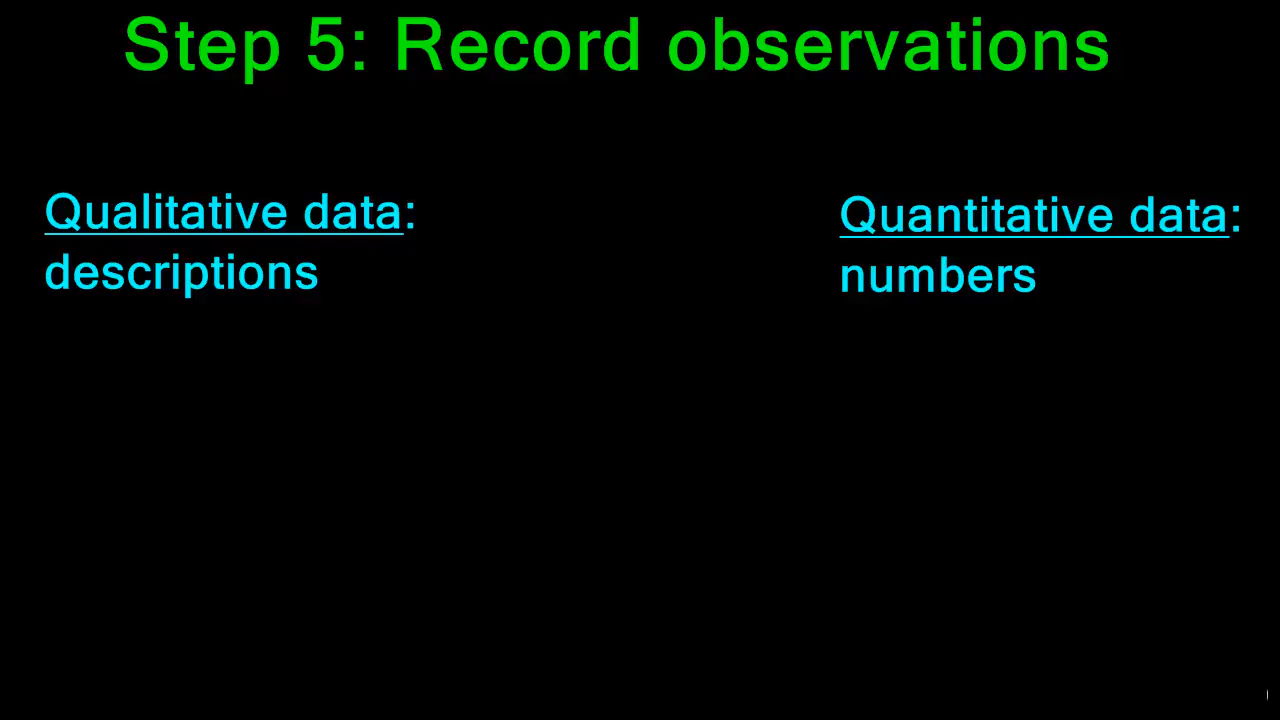 Step 5: Record observations
Qualitative data:
descriptions
Quantitative data:
numbers